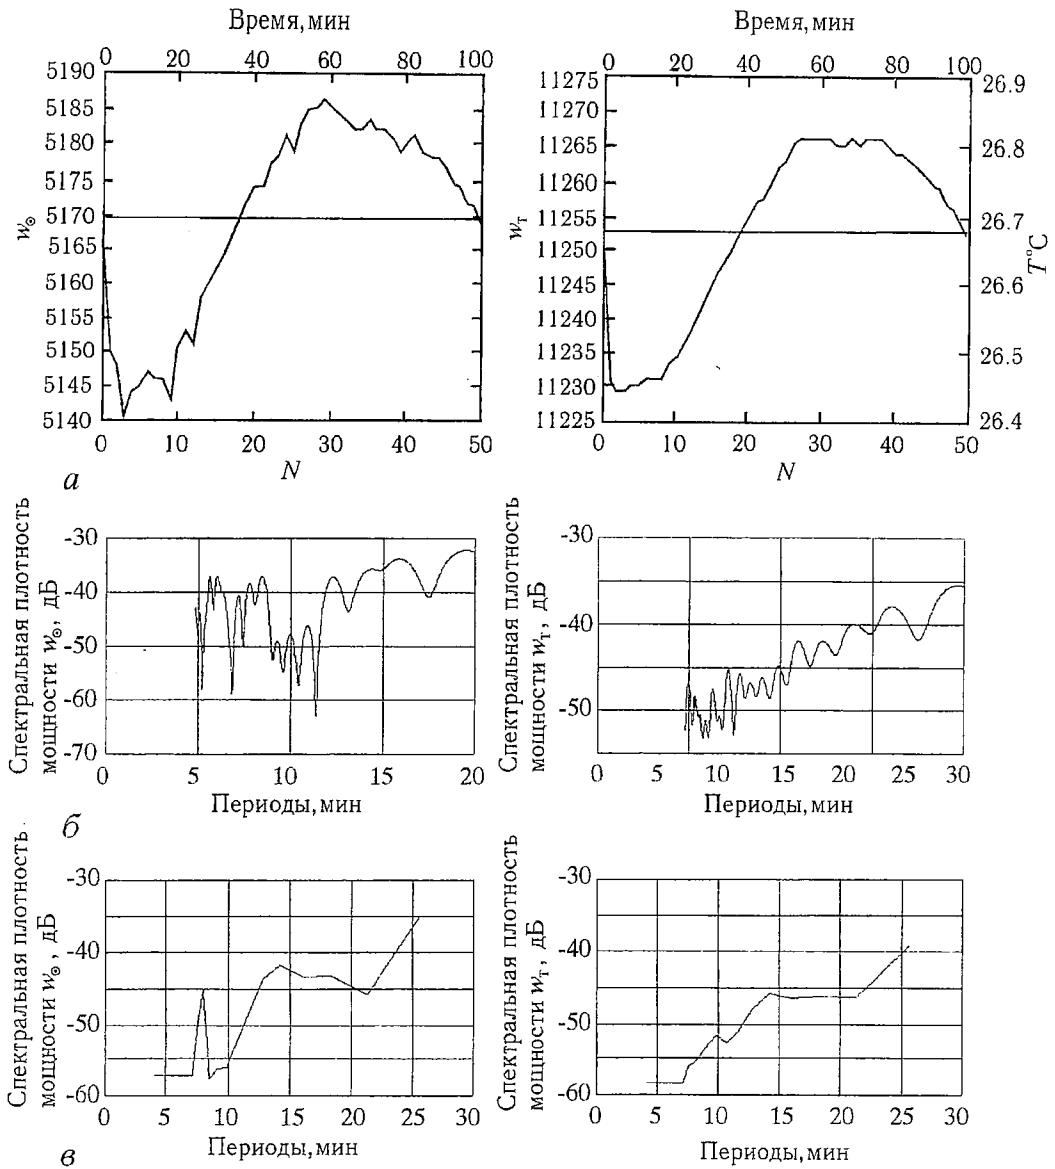 Время, мин
0 20 40 60 80 100
5190
5185
5180
5175
5170
5165
5160
5155
5150
5145
5140
w⊙
0 10 20 30 40 50
N
Время, мин
0 20 40 60 80 100
11275
11270
11265
11260
11255
11250
11245
11240
11235
11230
11225
wт
26.9
26.8
26.7
26.6
26.5
26.4
T°C
0 10 20 30 40 50
N
а
Спектральная плотность
мощности w⊙, дБ
-30
-40
-50
-60
-70
0 5 10 15 20
Периоды, мин
Спектральная плотность
мощности wт, дБ
-30
-40
-50
0 5 10 15 20 25 30
Периоды, мин
б
Спектральная плотность
мощности w⊙, дБ
-30
-40
-50
-60
0 5 10 15 20 25 30
Периоды, мин
Спектральная плотность
мощности wт, дБ
-30
-40
-50
-60
0 5 10 15 20 25 30
Периоды, мин
в